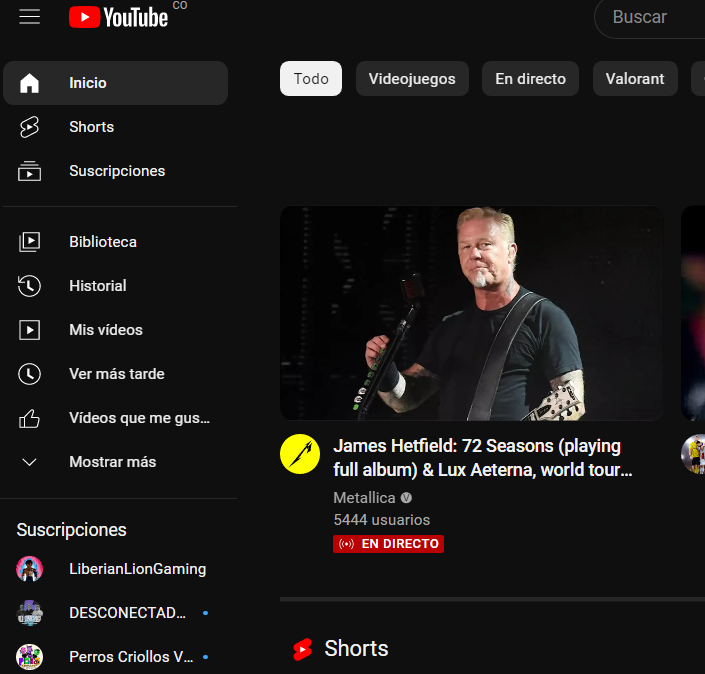 YouTube CO
Buscar
Inicio
Shorts
Suscripciones
Biblioteca
Historial
Mis vídeos
Ver más tarde
Vídeos que me gus...
Mostrar más
Suscripciones
LiberianLionGaming
DESCONECTAD...
Perros Criollos V...
Todo
Videojuegos
En directo
Valorant
James Hetfield: 72 Seasons (playing
full album) & Lux Aeterna, world tour...
Metallica
5444 usuarios
EN DIRECTO
Shorts